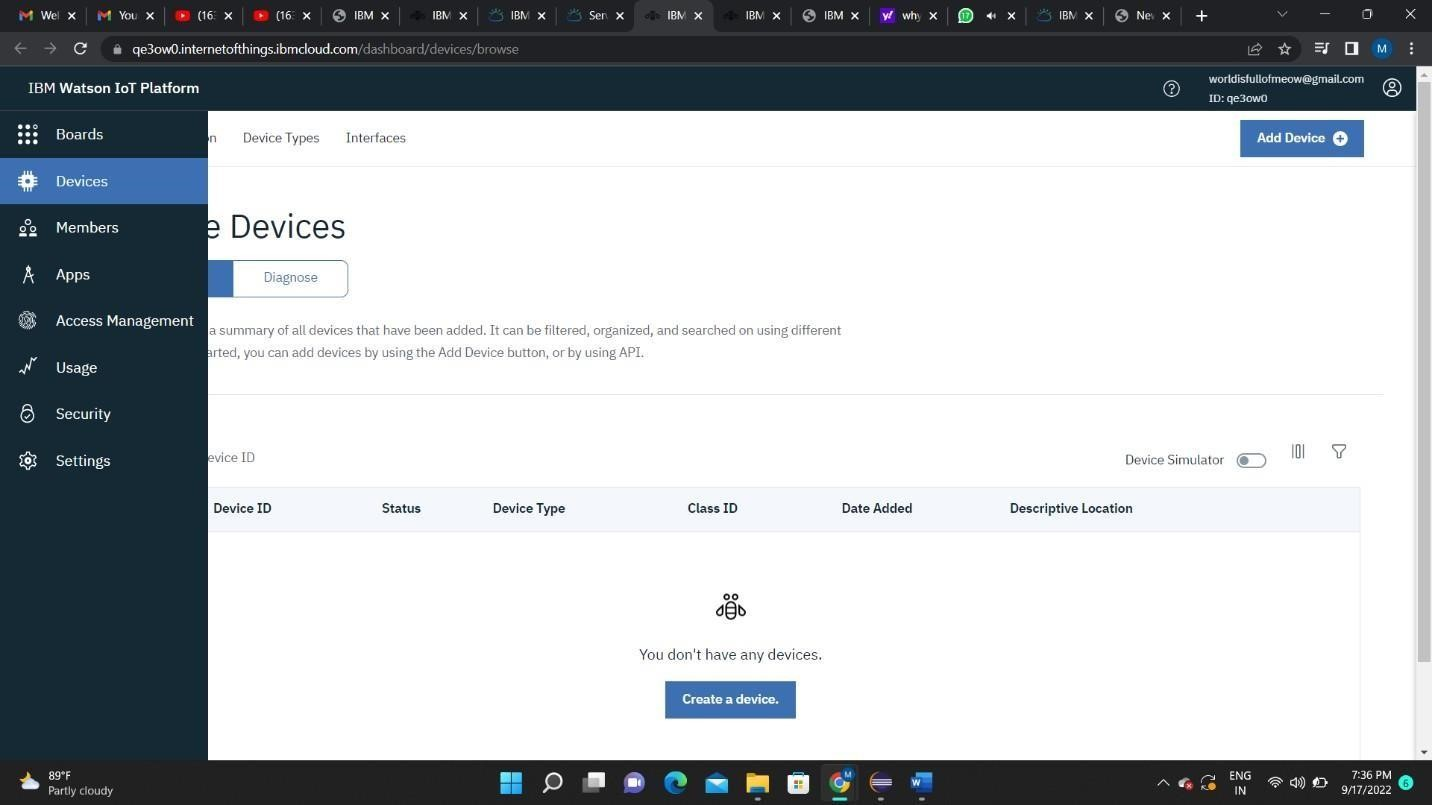 Wel
You
(16
(16
IBM
IBM
IBM
Serv
IBM
IBM
IBM
why
17
IBM
Nev
qe3ow0.internetofthings.ibmcloud.com/dashboard/devices/browse
M
IBM Watson IoT Platform
worldisfullofmeow@gmail.com
ID: qe3ow0
Boards
Devices
Members
Apps
Access Management
Usage
Security
Settings
n Device Types Interfaces
Add Device
e Devices
Diagnose
a summary of all devices that have been added. It can be filtered, organized, and searched on using different
arted, you can add devices by using the Add Device button, or by using API.
evice ID
Device Simulator
Device ID Status Device Type Class ID Date Added Descriptive Location
You don't have any devices.
Create a device.
89°F
Partly cloudy
ENG
IN
7:36 PM
9/17/2022
6